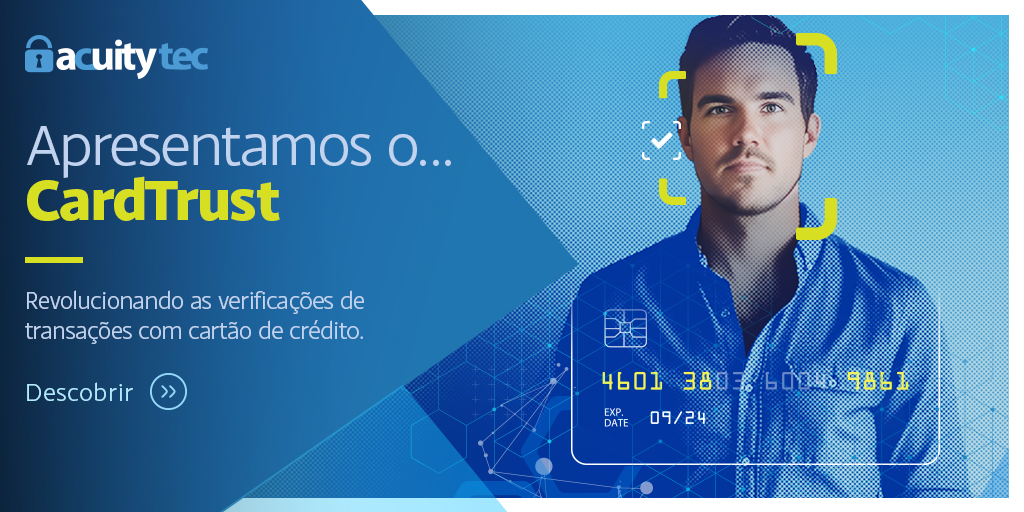 acuitytec
Apresentamos o...
CardTrust
Revolucionando as verificações de
transações com cartão de crédito.
Descobrir
4601 3803 6004 9861
EXP.
DATE 09/24